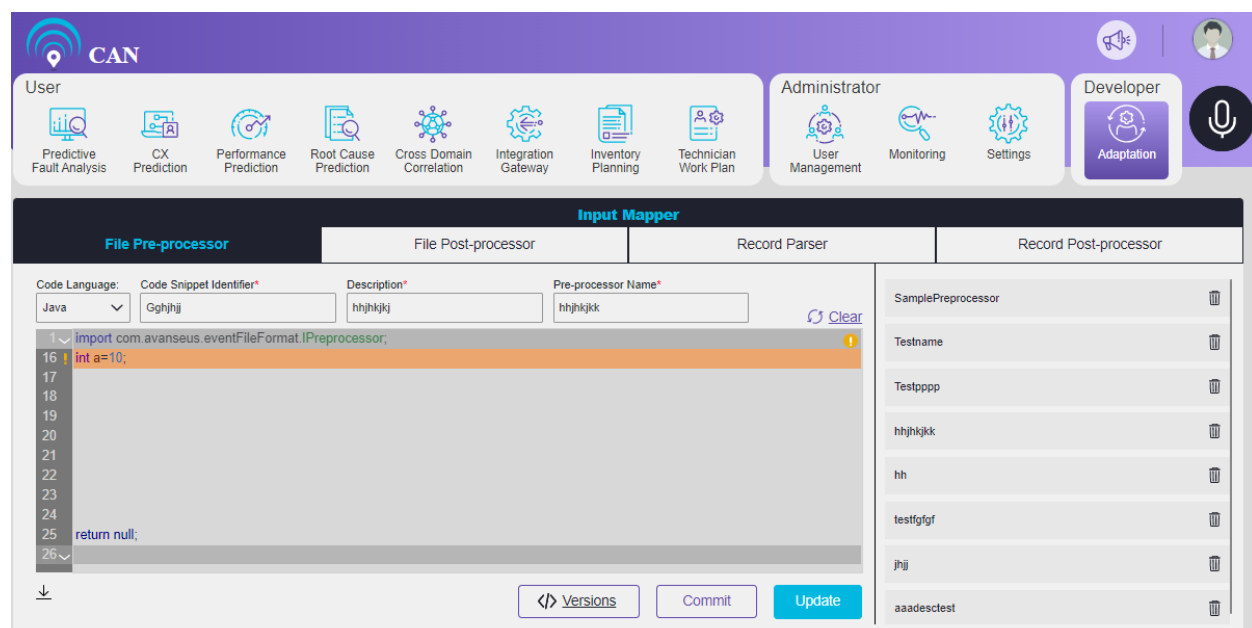 CAN
User
Administrator
Developer
Predictive
Fault Analysis
CX
Prediction
Performance
Prediction
Root Cause
Prediction
Cross Domain
Correlation
Integration
Gateway
Inventory
Planning
Technician
Work Plan
User
Management
Monitoring
Settings
Adaptation
Input Mapper
File Pre-processor
File Post-processor
Record Parser
Record Post-processor
Code Language:
Code Snippet Identifier*
Description*
Pre-processor Name*
Java
Gghjhjj
hhjhkjkj
hhjhkjkk
Clear
1 import com.avanseus.eventFIleFormat.IPreprocessor;
16 int a=10;
17
18
19
20
21
22
23
24
25 return null;
26
</> Versions
Commit
Update
SamplePreprocessor
Testname
Testpppp
hhjhkjkk
hh
testfgfgf
jhjj
aaadesctest